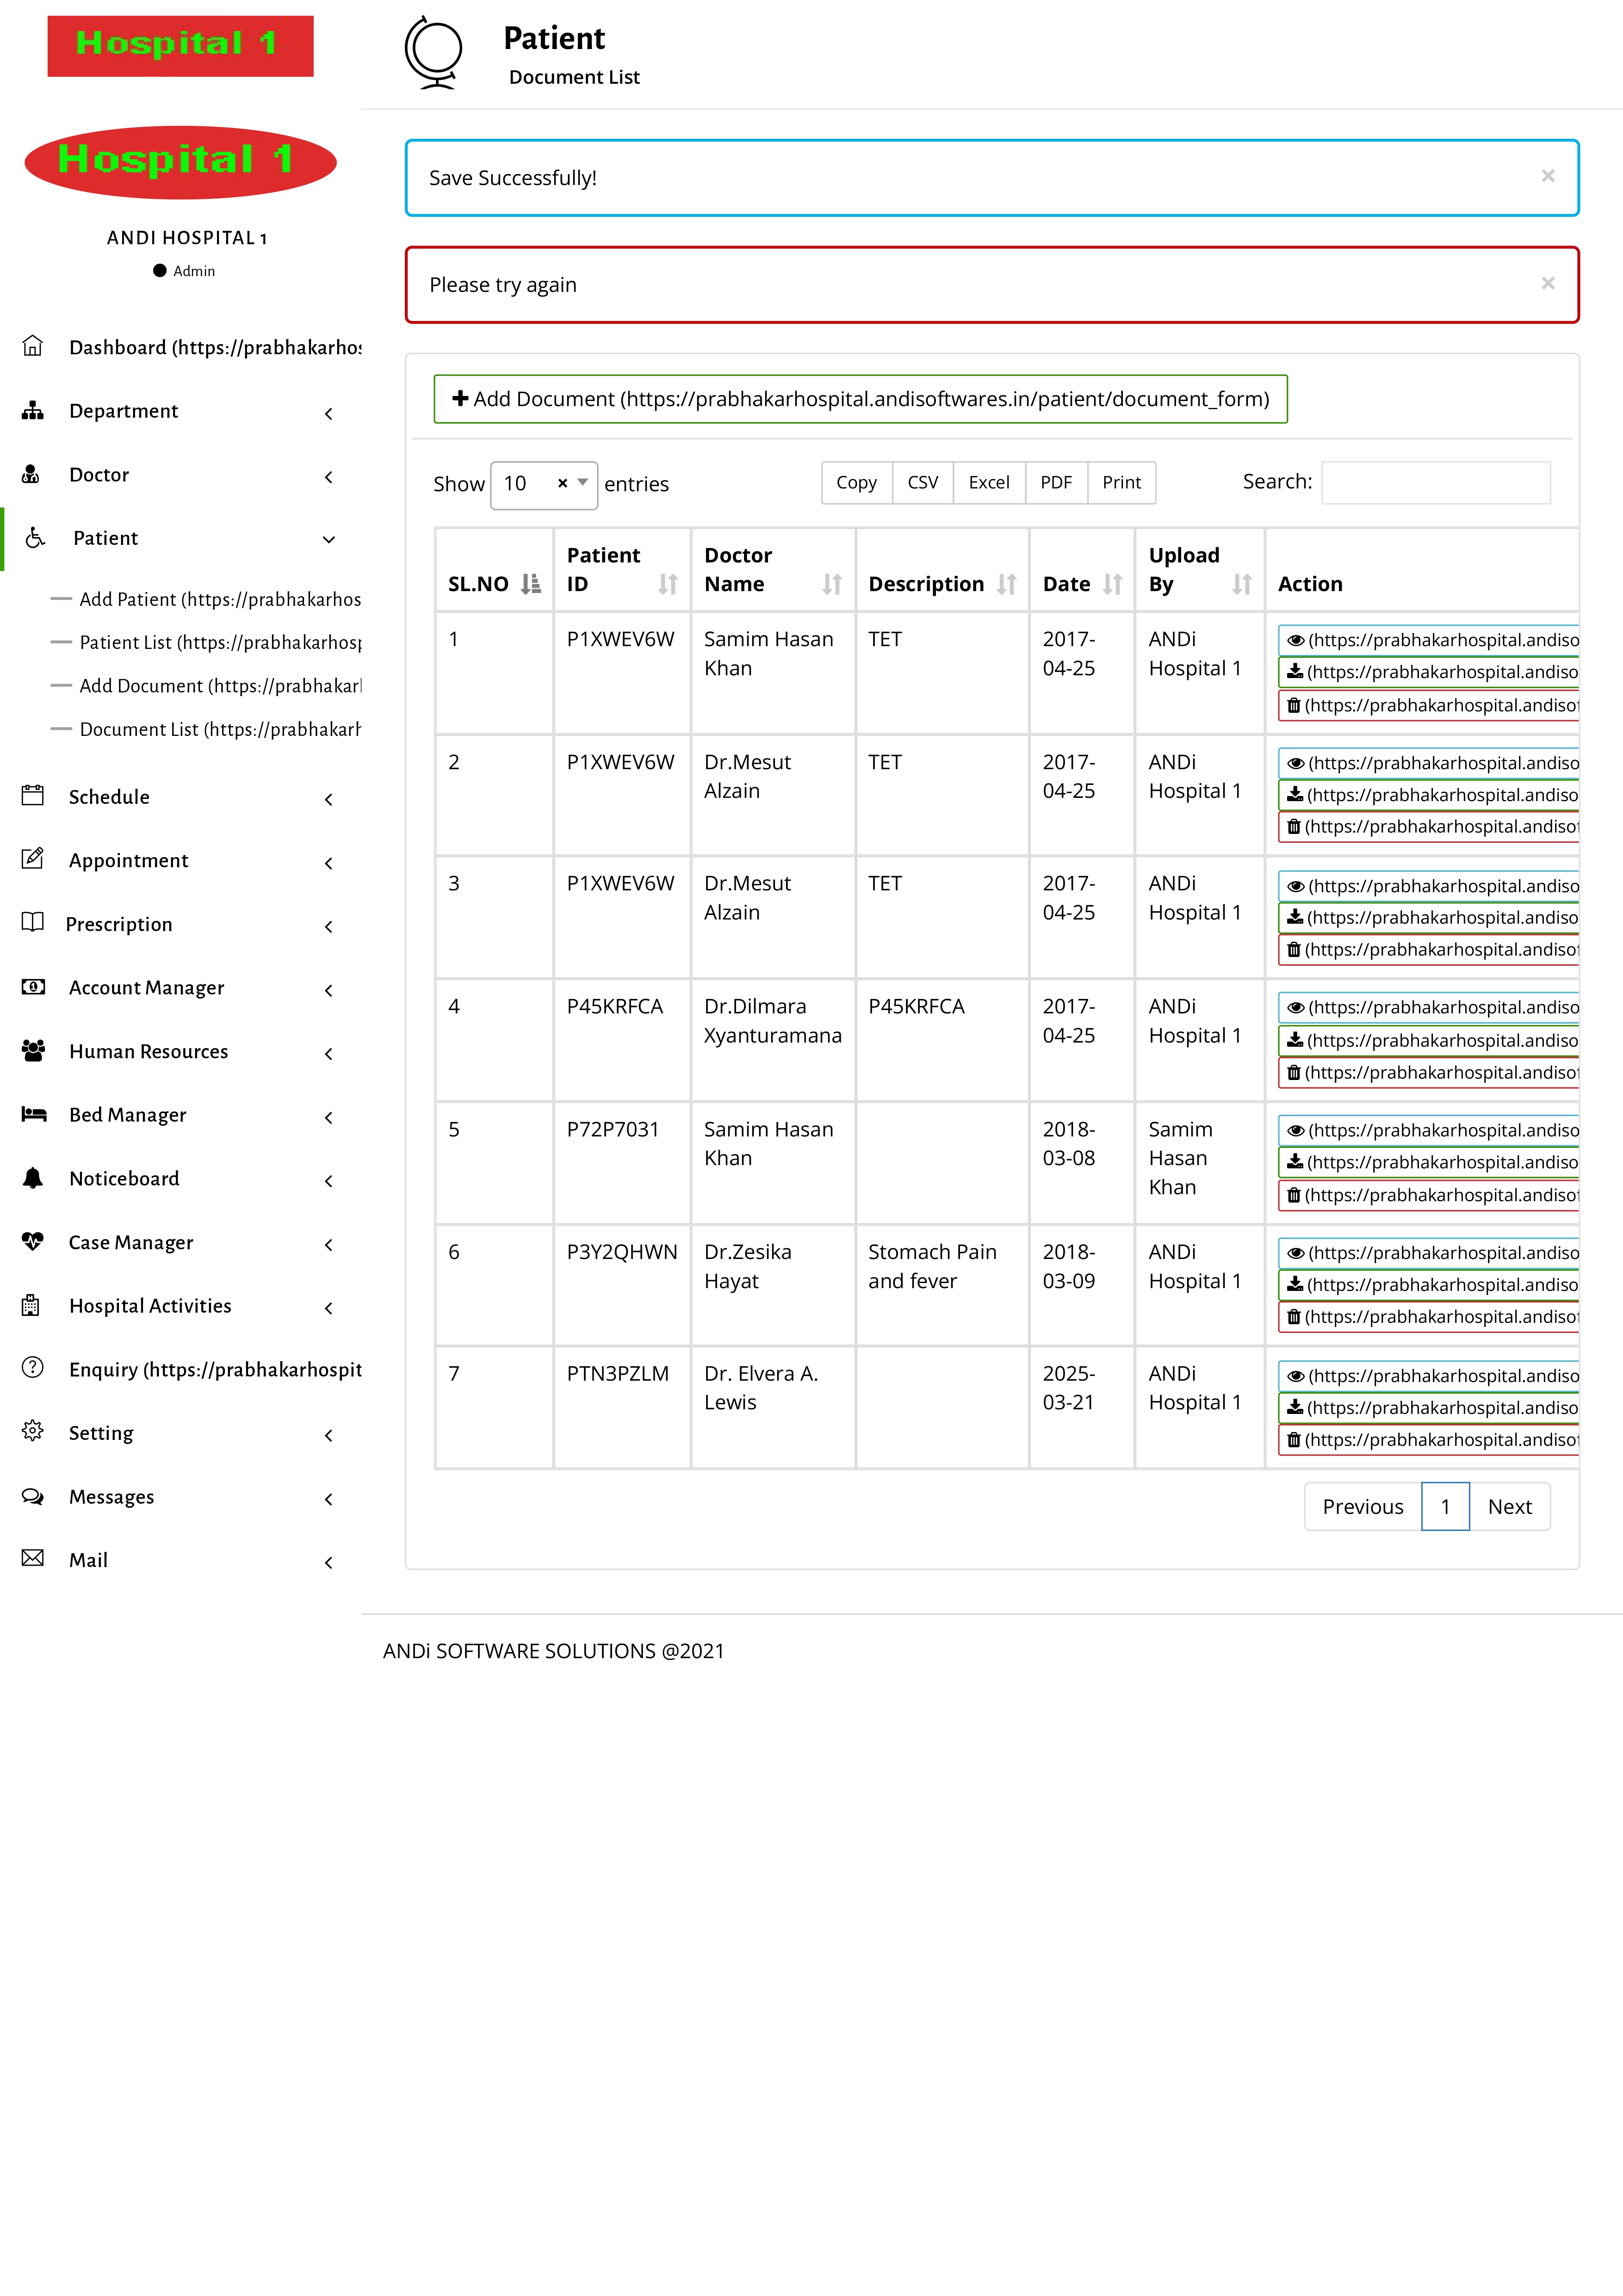 Hospital 1
Hospital 1
ANDI HOSPITAL 1
Admin
Dashboard (https://prabhakarhos
Department
Doctor
Patient
Add Patient (https://prabhakarhos
Patient List (https://prabhakarhosp
Add Document (https://prabhakarl
Document List (https://prabhakarh
Schedule
Appointment
Prescription
Account Manager
Human Resources
Bed Manager
Noticeboard
Case Manager
Hospital Activities
Enquiry (https://prabhakarhospit
Setting
Messages
Mail
Patient
Document List
Save Successfully!
×
Please try again
×
Add Document (https://prabhakarhospital.andisoftwares.in/patient/document_form)
Show 10 × entries
Copy CSV Excel PDF Print
Search:
SL.NO Patient ID Doctor Name Description Date Upload By Action
1 P1XWEV6W Samim Hasan Khan TET 2017-04-25 ANDi Hospital 1
(https://prabhakarhospital.andiso
(https://prabhakarhospital.andiso
(https://prabhakarhospital.andisof
2 P1XWEV6W Dr.Mesut Alzain TET 2017-04-25 ANDi Hospital 1
(https://prabhakarhospital.andiso
(https://prabhakarhospital.andiso
(https://prabhakarhospital.andisof
3 P1XWEV6W Dr.Mesut Alzain TET 2017-04-25 ANDi Hospital 1
(https://prabhakarhospital.andiso
(https://prabhakarhospital.andiso
(https://prabhakarhospital.andisof
4 P45KRFCA Dr.Dilmara Xyanturamana P45KRFCA 2017-04-25 ANDi Hospital 1
(https://prabhakarhospital.andiso
(https://prabhakarhospital.andiso
(https://prabhakarhospital.andisof
5 P72P7031 Samim Hasan Khan 2018-03-08 Samim Hasan Khan
(https://prabhakarhospital.andiso
(https://prabhakarhospital.andiso
(https://prabhakarhospital.andisof
6 P3Y2QHWN Dr.Zesika Hayat Stomach Pain and fever 2018-03-09 ANDi Hospital 1
(https://prabhakarhospital.andiso
(https://prabhakarhospital.andiso
(https://prabhakarhospital.andisof
7 PTN3PZLM Dr. Elvera A. Lewis 2025-03-21 ANDi Hospital 1
(https://prabhakarhospital.andiso
(https://prabhakarhospital.andiso
(https://prabhakarhospital.andisof
Previous 1 Next
ANDi SOFTWARE SOLUTIONS @2021